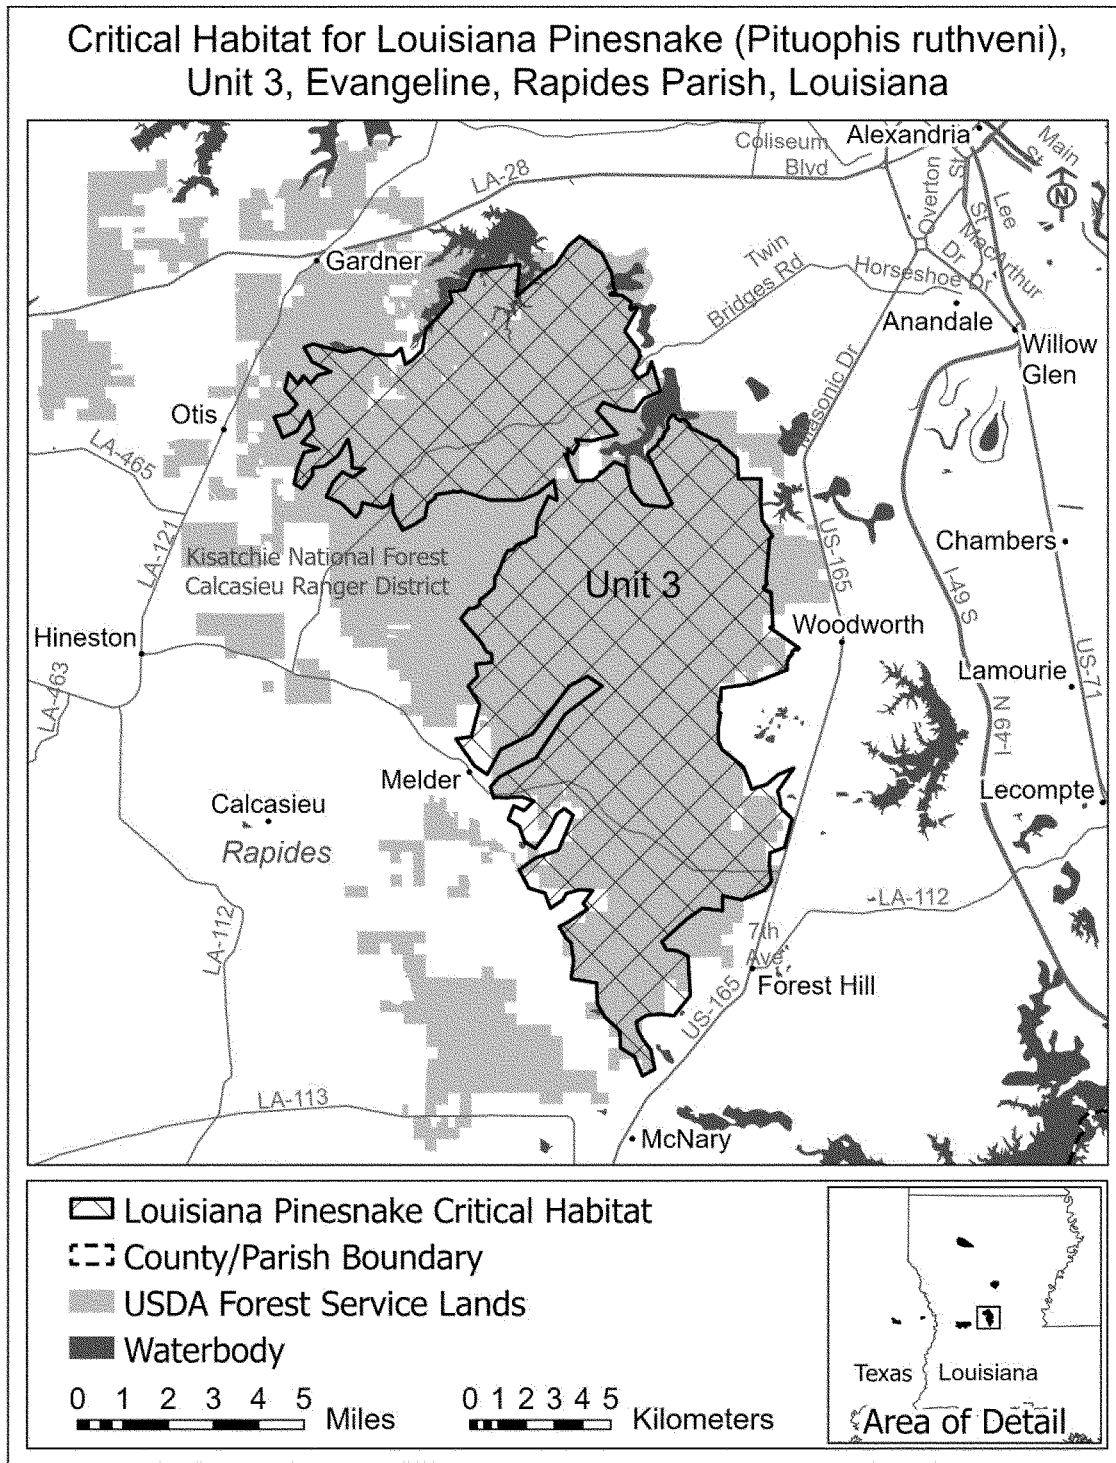 Critical Habitat for Louisiana Pinesnake (Pituophis ruthveni),
Unit 3, Evangeline, Rapides Parish, Louisiana
Alexandria
Coliseum
Blvd
Main
St
LA-28
Overton
St
Lee
St
N
Gardner
Twin
Bridges Rd
MacArthur
Dr
Horseshoe Dr
Anandale
Willow
Glen
Masonic Dr
Otis
LA-465
LA-121
Kisatchie National Forest
Calcasieu Ranger District
Unit 3
US-165
Chambers
I-49 S
Hineston
Woodworth
LA-463
Lamourie
US-71
I-49 N
Melder
Lecompte
Calcasieu
Rapides
LA-112
LA-112
7th
Ave
Forest Hill
US-165
LA-113
McNary
Louisiana Pinesnake Critical Habitat
County/Parish Boundary
USDA Forest Service Lands
Waterbody
0 1 2 3 4 5
Miles
0 1 2 3 4 5
Kilometers
Texas
Louisiana
Area of Detail